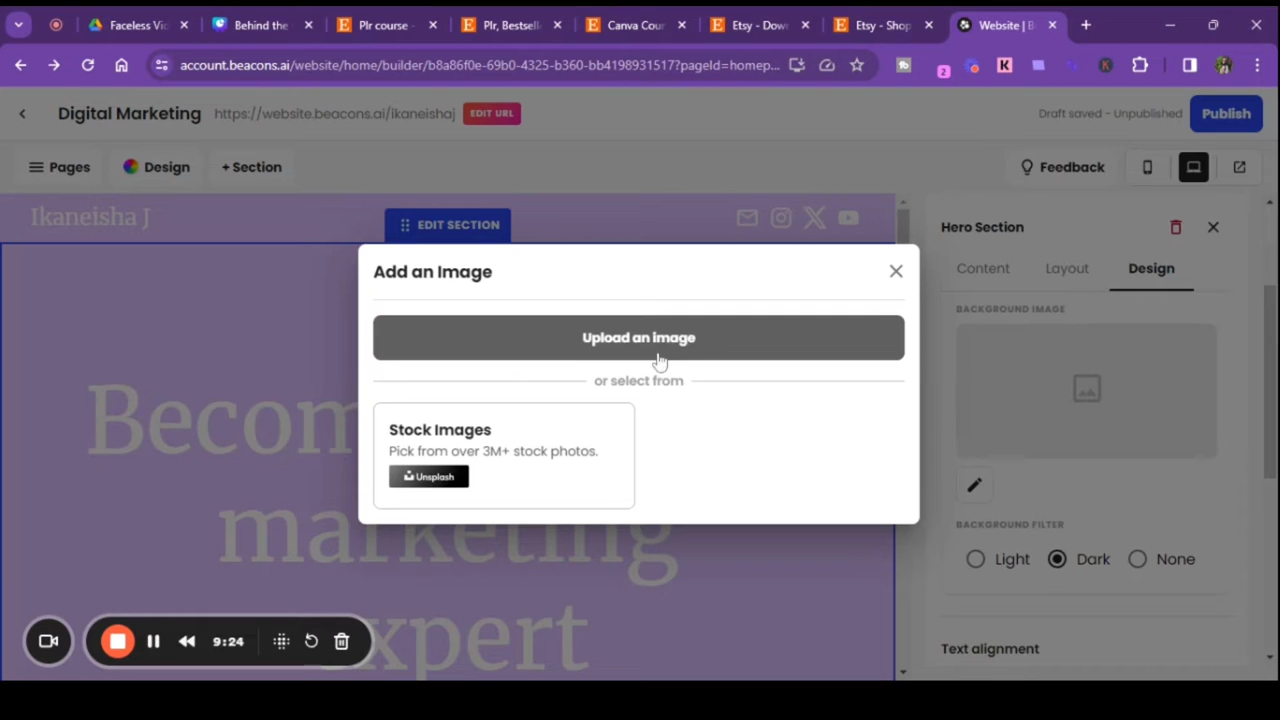 Faceless Vid
Behind the
Plr course -
Plr, Bestsell
Canva Cour
Etsy - Dow
Etsy - Shop
Website | B
account.beacons.ai/website/home/builder/b8a86f0e-69b0-4325-b360-bb4198931517?pageId=homep...
2
K
K
Digital Marketing
https://website.beacons.ai/ikaneishaj
EDIT URL
Draft saved - Unpublished
Publish
Pages
Design
+ Section
Feedback
Ikaneisha J
EDIT SECTION
Becom
marketing
expert
Add an Image
Upload an image
or select from
Stock Images
Pick from over 3M+ stock photos.
Unsplash
Hero Section
Content
Layout
Design
BACKGROUND IMAGE
BACKGROUND FILTER
Light
Dark
None
Text alignment
9:24